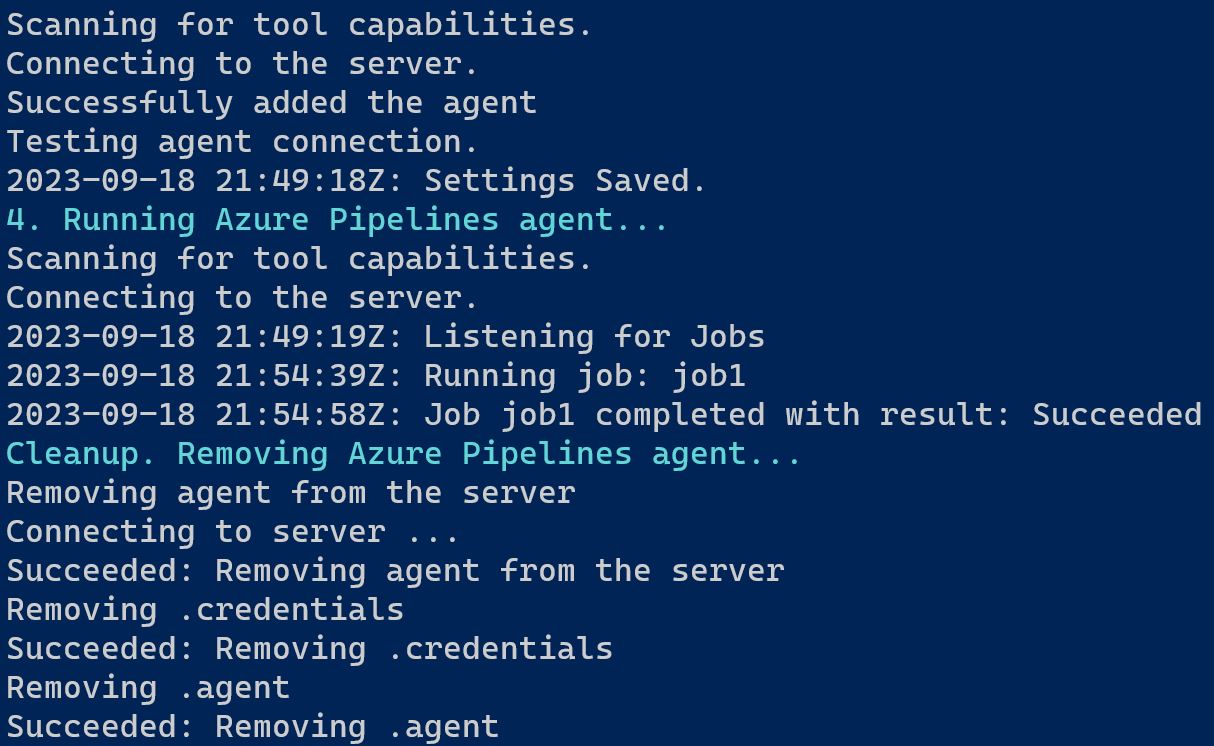 Scanning for tool capabilities.
Connecting to the server.
Successfully added the agent
Testing agent connection.
2023-09-18 21:49:18Z: Settings Saved.
4. Running Azure Pipelines agent...
Scanning for tool capabilities.
Connecting to the server.
2023-09-18 21:49:19Z: Listening for Jobs
2023-09-18 21:54:39Z: Running job: job1
2023-09-18 21:54:58Z: Job job1 completed with result: Succeeded
Cleanup. Removing Azure Pipelines agent...
Removing agent from the server
Connecting to server ...
Succeeded: Removing agent from the server
Removing .credentials
Succeeded: Removing .credentials
Removing .agent
Succeeded: Removing .agent